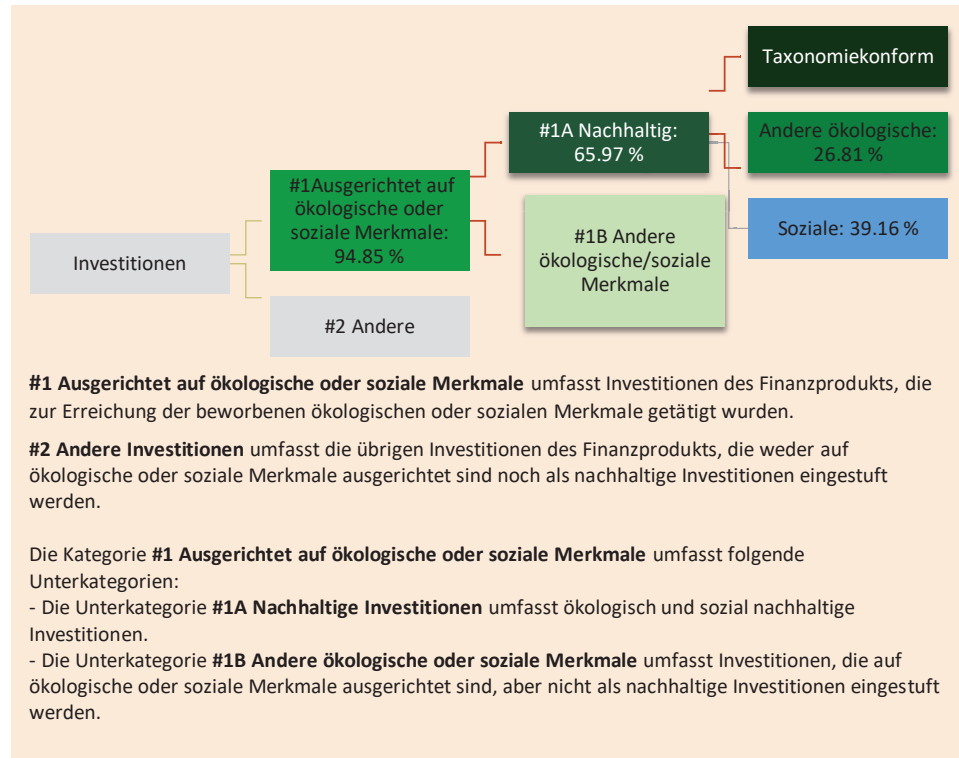 Taxonomiekonform
#1A Nachhaltig:
65.97 %
Andere ökologische:
26.81 %
#1Ausgerichtet auf
ökologische oder
soziale Merkmale:
94.85 %
#1B Andere
ökologische/soziale
Merkmale
Soziale: 39.16 %
Investitionen
#2 Andere
#1 Ausgerichtet auf ökologische oder soziale Merkmale umfasst Investitionen des Finanzprodukts, die
zur Erreichung der beworbenen ökologischen oder sozialen Merkmale getätigt wurden.
#2 Andere Investitionen umfasst die übrigen Investitionen des Finanzprodukts, die weder auf
ökologische oder soziale Merkmale ausgerichtet sind noch als nachhaltige Investitionen eingestuft
werden.
Die Kategorie #1 Ausgerichtet auf ökologische oder soziale Merkmale umfasst folgende
Unterkategorien:
- Die Unterkategorie #1A Nachhaltige Investitionen umfasst ökologisch und sozial nachhaltige
Investitionen.
- Die Unterkategorie #1B Andere ökologische oder soziale Merkmale umfasst Investitionen, die auf
ökologische oder soziale Merkmale ausgerichtet sind, aber nicht als nachhaltige Investitionen eingestuft
werden.